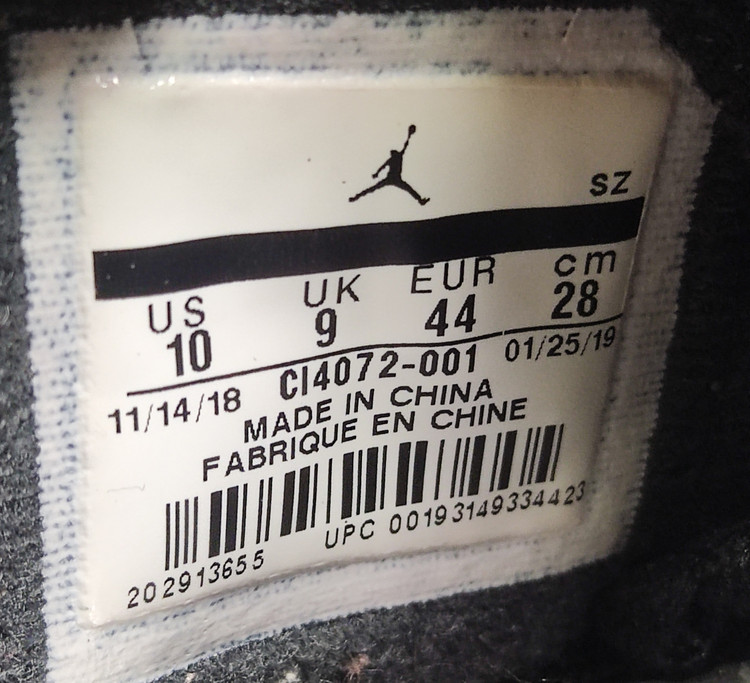 SZ
US UK EUR cm
10 9 44 28
11/14/18 CI4072-001 01/25/19
MADE IN CHINA
FABRIQUE EN CHINE
202913655 UPC 00193149334423